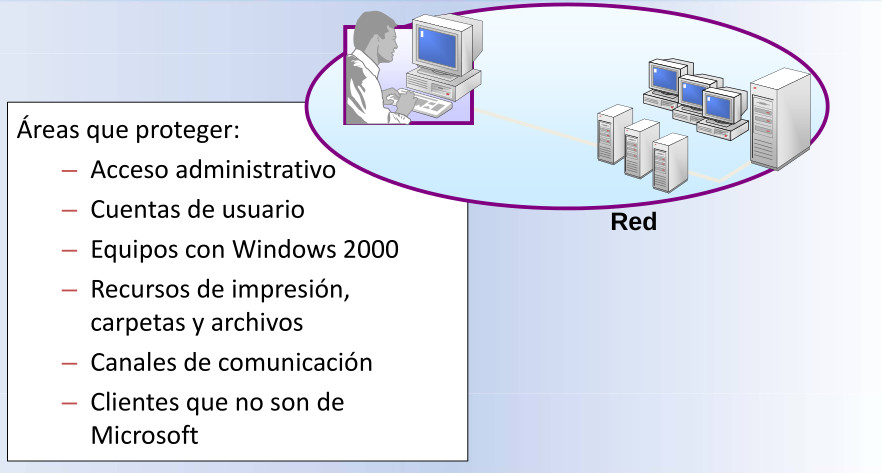 Áreas que proteger:
– Acceso administrativo
– Cuentas de usuario
– Equipos con Windows 2000
– Recursos de impresión,
carpetas y archivos
– Canales de comunicación
– Clientes que no son de
Microsoft
Red